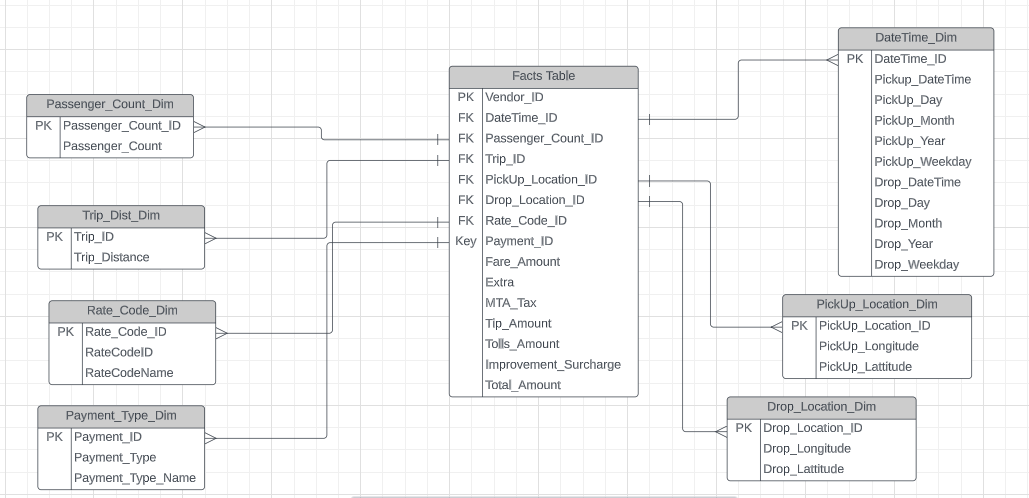 Passenger_Count_Dim
PK Passenger_Count_ID
Passenger_Count
Trip_Dist_Dim
PK Trip_ID
Trip_Distance
Rate_Code_Dim
PK Rate_Code_ID
RateCodeID
RateCodeName
Payment_Type_Dim
PK Payment_ID
Payment_Type
Payment_Type_Name
Facts Table
PK Vendor_ID
FK DateTime_ID
FK Passenger_Count_ID
FK Trip_ID
FK PickUp_Location_ID
FK Drop_Location_ID
FK Rate_Code_ID
Key Payment_ID
Fare_Amount
Extra
MTA_Tax
Tip_Amount
Tolls_Amount
Improvement_Surcharge
Total_Amount
DateTime_Dim
PK DateTime_ID
Pickup_DateTime
PickUp_Day
PickUp_Month
PickUp_Year
PickUp_Weekday
Drop_DateTime
Drop_Day
Drop_Month
Drop_Year
Drop_Weekday
PickUp_Location_Dim
PK PickUp_Location_ID
PickUp_Longitude
PickUp_Lattitude
Drop_Location_Dim
PK Drop_Location_ID
Drop_Longitude
Drop_Lattitude